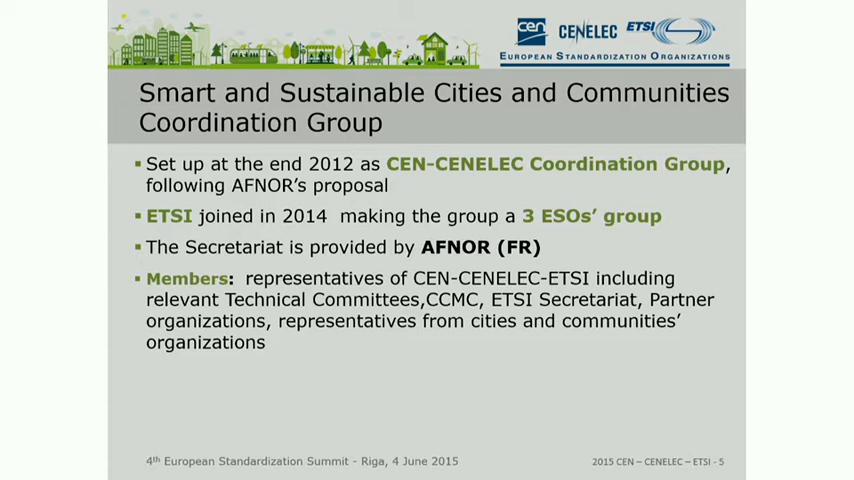 cen CENELEC ETSI
EUROPEAN STANDARDIZATION ORGANIZATIONS
Smart and Sustainable Cities and Communities
Coordination Group
▪ Set up at the end 2012 as CEN-CENELEC Coordination Group,
following AFNOR’s proposal
▪ ETSI joined in 2014 making the group a 3 ESOs’ group
▪ The Secretariat is provided by AFNOR (FR)
▪ Members: representatives of CEN-CENELEC-ETSI including
relevant Technical Committees,CCMC, ETSI Secretariat, Partner
organizations, representatives from cities and communities’
organizations
4th European Standardization Summit - Riga, 4 June 2015
2015 CEN – CENELEC – ETSI - 5